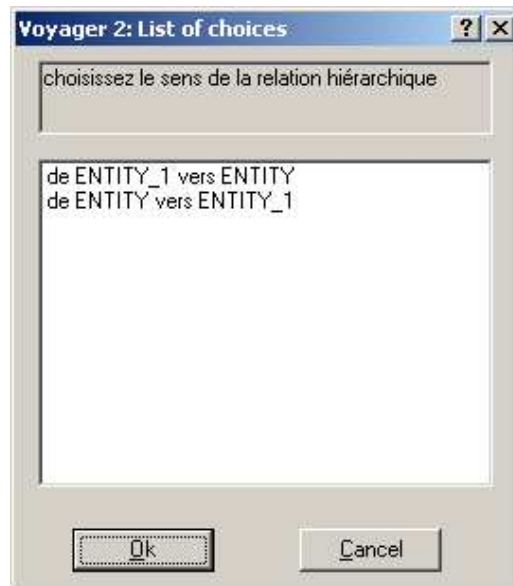 Voyager 2: List of choices
choisissez le sens de la relation hiérarchique
de ENTITY_1 vers ENTITY
de ENTITY vers ENTITY_1
Ok
Cancel